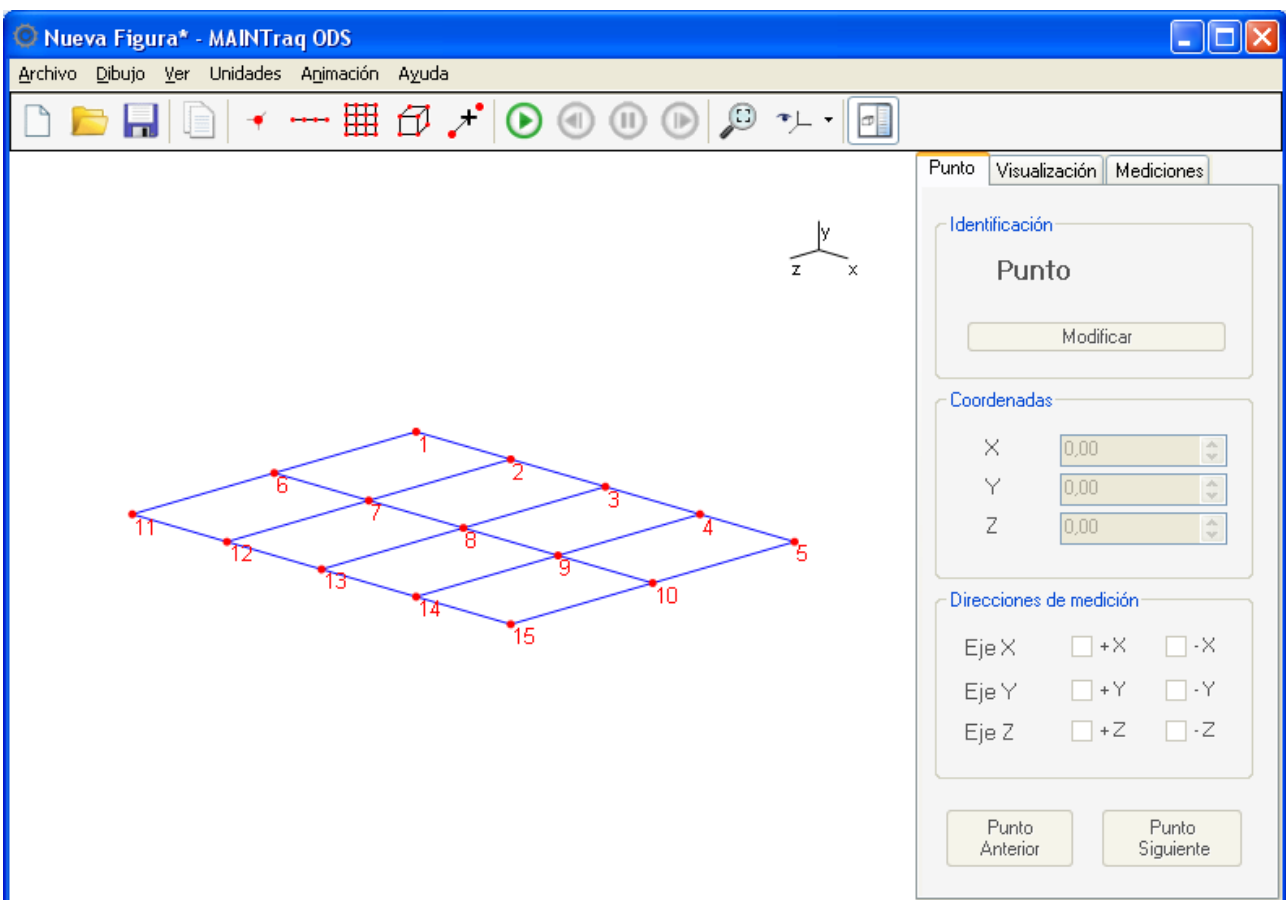 Nueva Figura* - MAINTraq ODS
Archivo Dibujo Ver Unidades Animación Ayuda
Punto Visualización Mediciones
y
z x
Identificación
Punto
Modificar
Coordenadas
X 0,00
Y 0,00
Z 0,00
Direcciones de medición
Eje X +X -X
Eje Y +Y -Y
Eje Z +Z -Z
Punto Anterior
Punto Siguiente
1
2
6
3
7
11
4
8
12
5
9
13
10
14
15